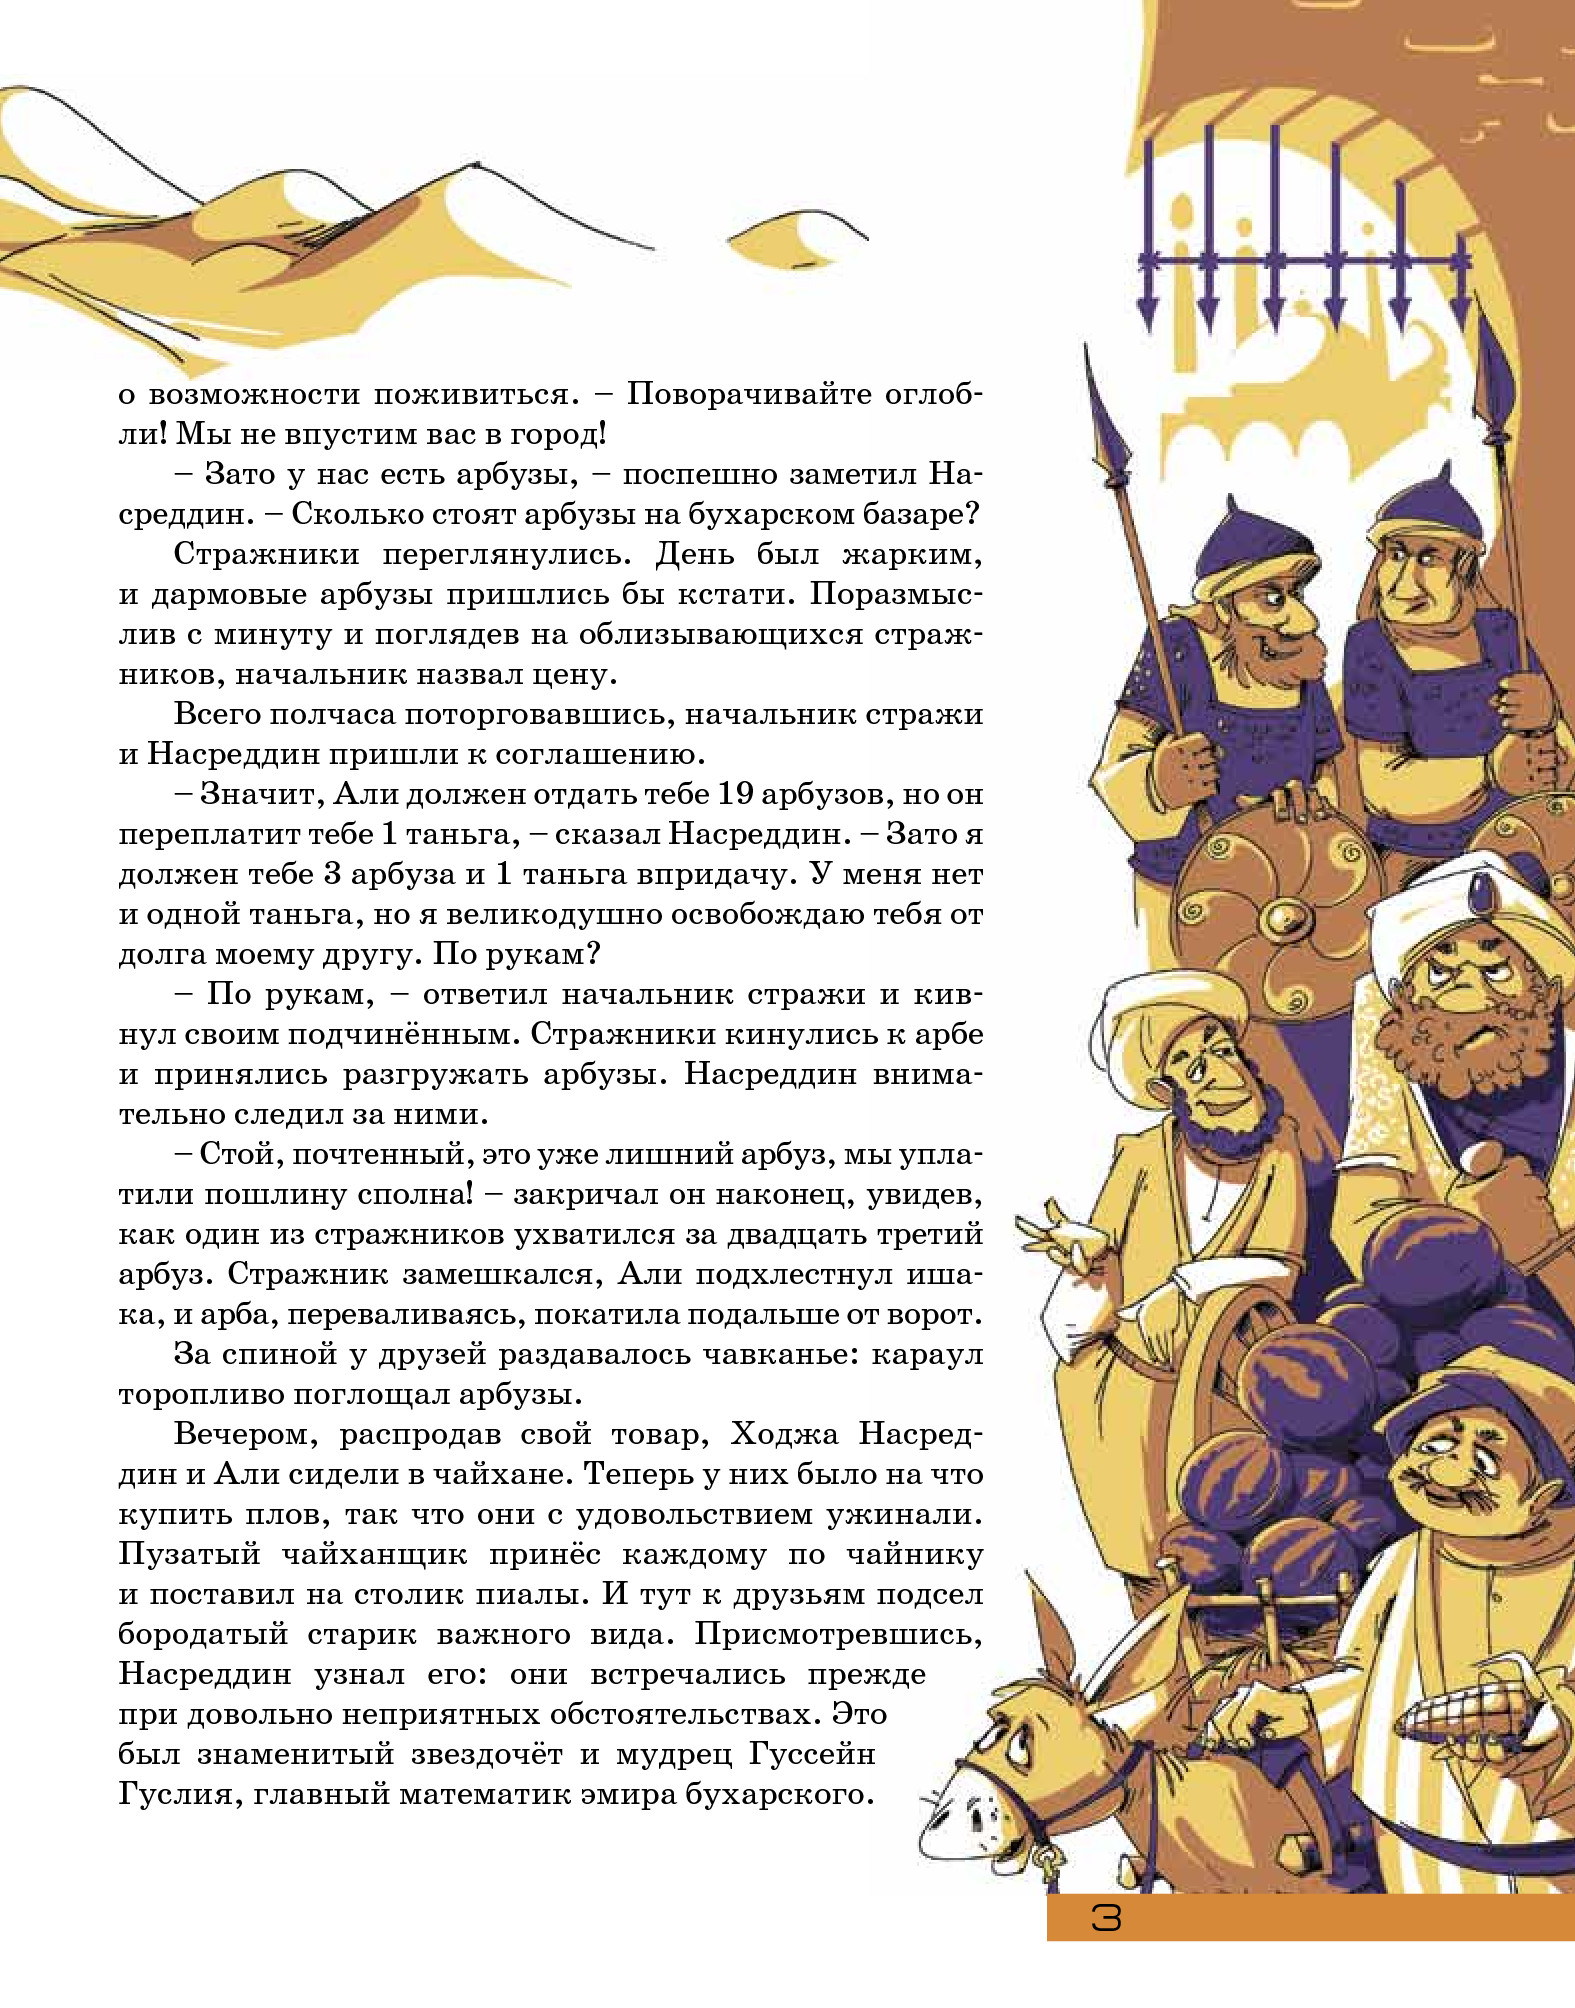 о возможности поживиться. – Поворачивайте оглоб-
ли! Мы не впустим вас в город!
– Зато у нас есть арбузы, – поспешно заметил На-
среддин. – Сколько стоят арбузы на бухарском базаре?
Стражники переглянулись. День был жарким,
и дармовые арбузы пришлись бы кстати. Поразмыс-
лив с минуту и поглядев на облизывающихся страж-
ников, начальник назвал цену.
Всего полчаса поторговавшись, начальник стражи
и Насреддин пришли к соглашению.
– Значит, Али должен отдать тебе 19 арбузов, но он
переплатит тебе 1 таньга, – сказал Насреддин. – Зато я
должен тебе 3 арбуза и 1 таньга впридачу. У меня нет
и одной таньга, но я великодушно освобождаю тебя от
долга моему другу. По рукам?
– По рукам, – ответил начальник стражи и кив-
нул своим подчинённым. Стражники кинулись к арбе
и принялись разгружать арбузы. Насреддин внима-
тельно следил за ними.
– Стой, почтенный, это уже лишний арбуз, мы упла-
тили пошлину сполна! – закричал он наконец, увидев,
как один из стражников ухватился за двадцать третий
арбуз. Стражник замешкался, Али подхлестнул иша-
ка, и арба, переваливаясь, покатила подальше от ворот.
За спиной у друзей раздавалось чавканье: караул
торопливо поглощал арбузы.
Вечером, распродав свой товар, Ходжа Насред-
дин и Али сидели в чайхане. Теперь у них было на что
купить плов, так что они с удовольствием ужинали.
Пузатый чайханщик принёс каждому по чайнику
и поставил на столик пиалы. И тут к друзьям подсел
бородатый старик важного вида. Присмотревшись,
Насреддин узнал его: они встречались прежде
при довольно неприятных обстоятельствах. Это
был знаменитый звездочёт и мудрец Гуссейн
Гуслия, главный математик эмира бухарского.
3